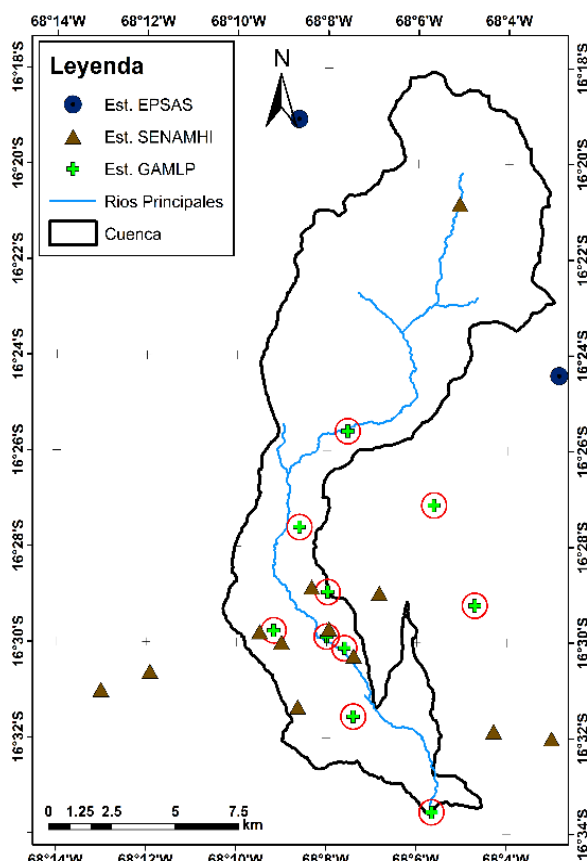 68°14'W 68°12'W 68°10'W 68°8'W 68°6'W 68°4'W
Leyenda
Est. EPSAS
Est. SENAMHI
Est. GAMLP
Rios Principales
Cuenca
N
16°18'S 16°18'S
16°20'S 16°20'S
16°22'S 16°22'S
16°24'S 16°24'S
16°26'S 16°26'S
16°28'S 16°28'S
16°30'S 16°30'S
16°32'S 16°32'S
16°34'S
0 1.25 2.5 5 7.5
km
68°14'W 68°12'W 68°10'W 68°8'W 68°6'W 68°4'W